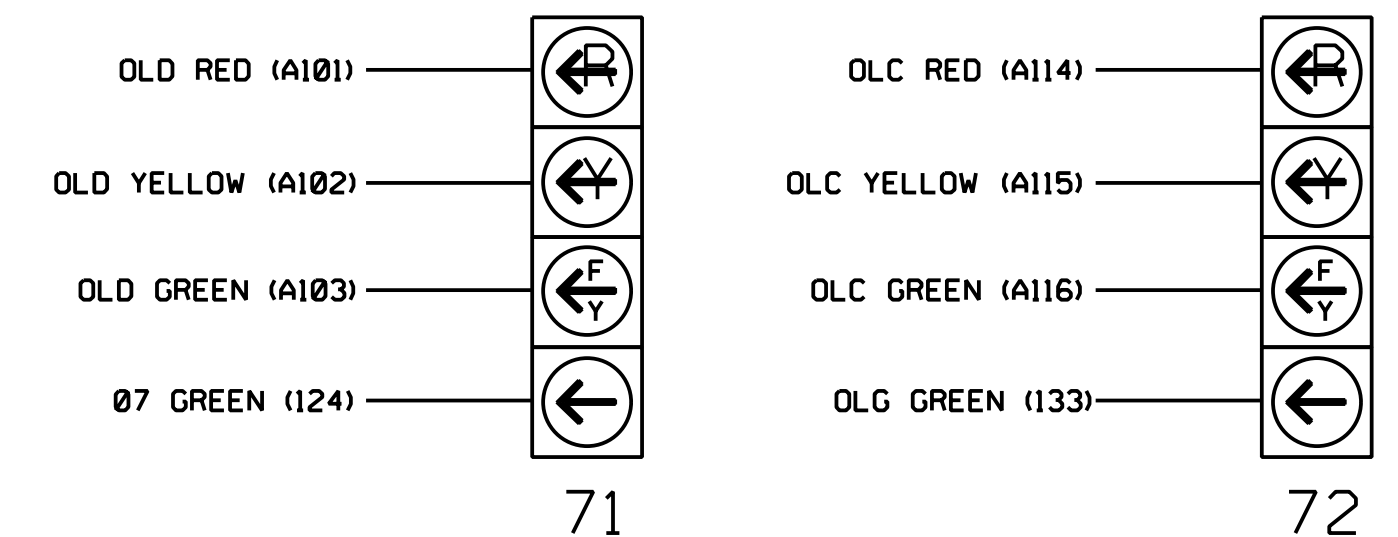 OLD RED (A101)
R
OLD YELLOW (A102)
Y
OLD GREEN (A103)
F
Y
07 GREEN (124)
71
OLC RED (A114)
R
OLC YELLOW (A115)
Y
OLC GREEN (A116)
F
Y
OLG GREEN (133)
72